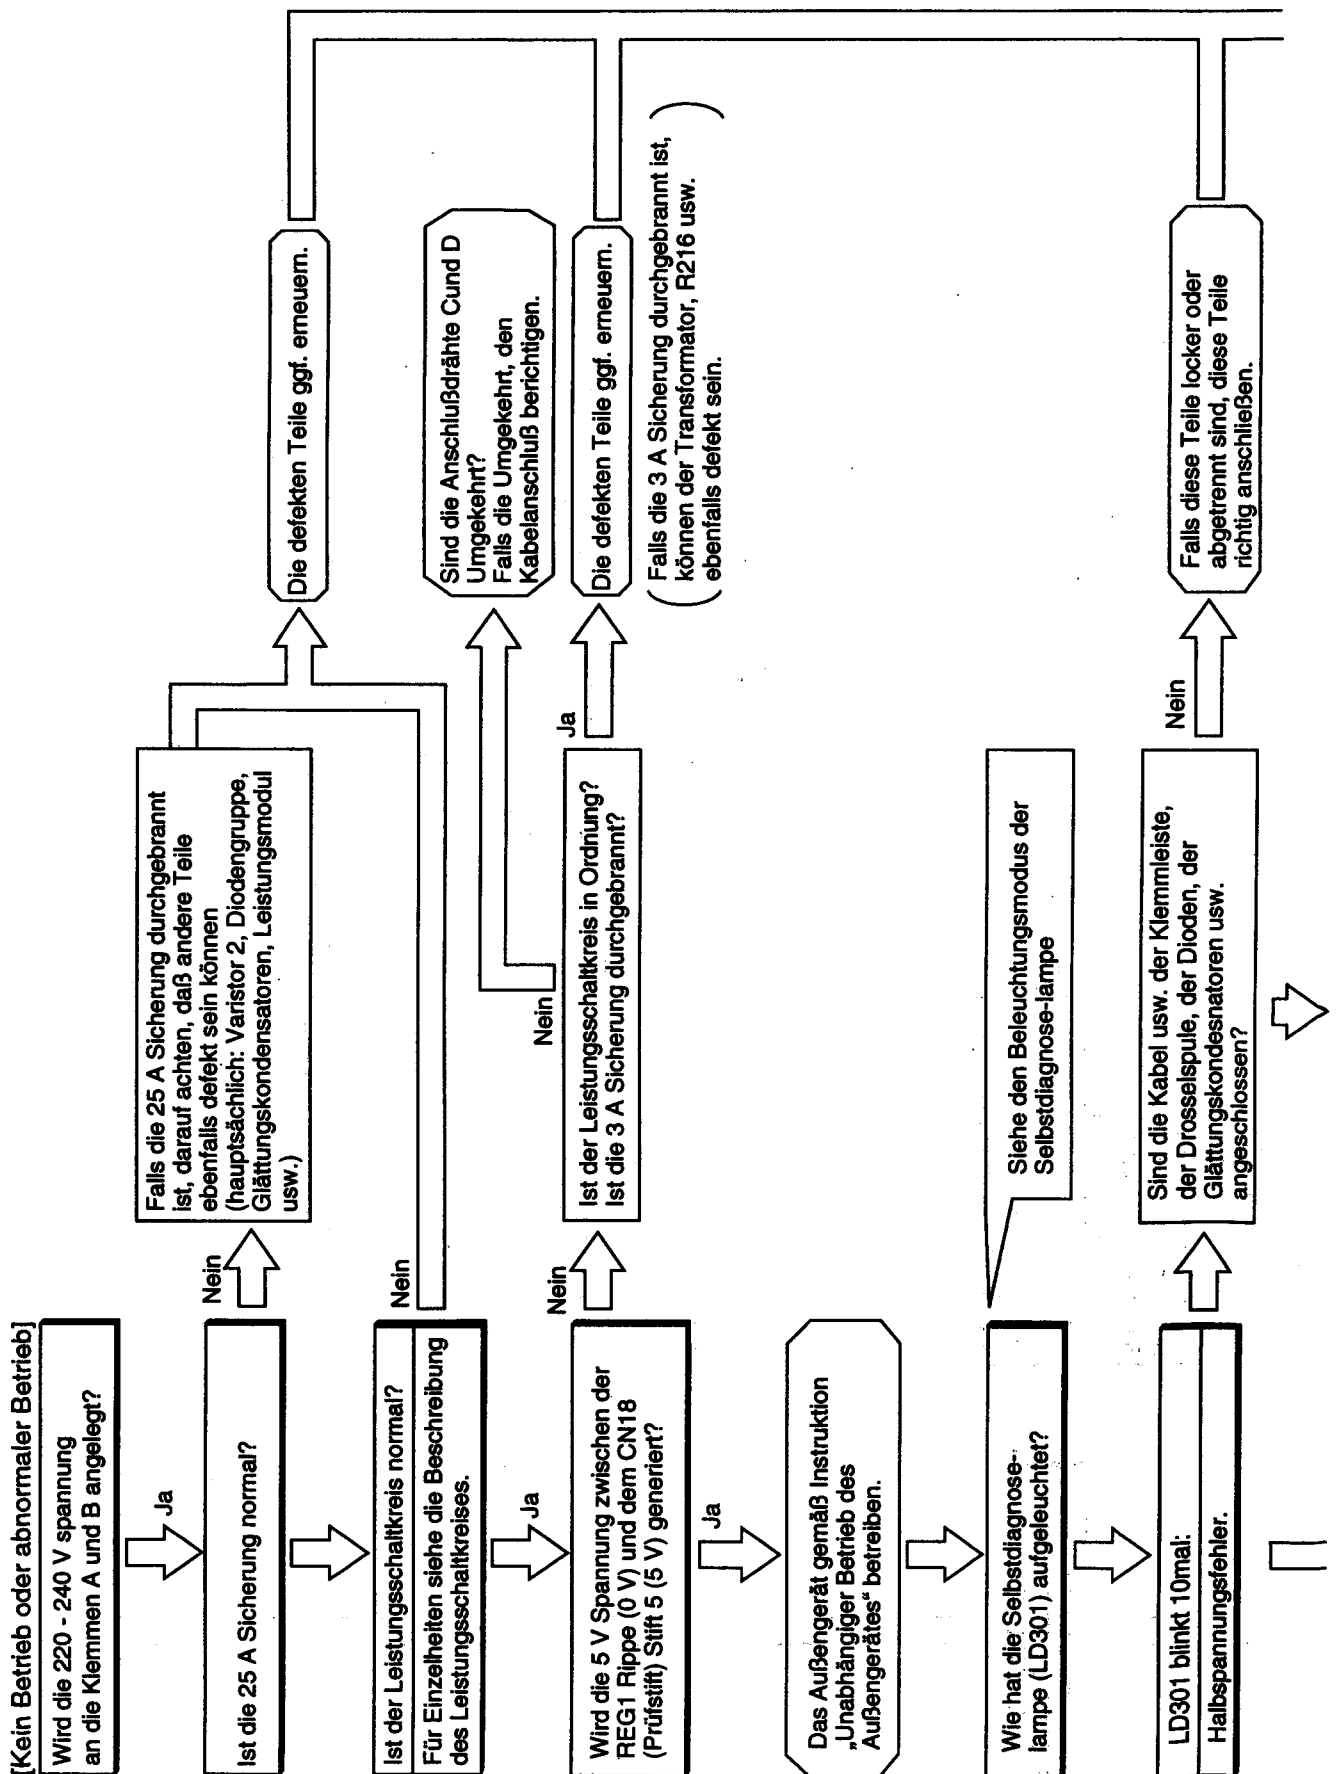 [Kein Betrieb oder abnormaler Betrieb]
Wird die 220 - 240 V spannung
an die Klemmen A und B angelegt?
Ja
Ist die 25 A Sicherung normal?
Nein
Falls die 25 A Sicherung durchgebrannt
ist, darauf achten, daß andere Teile
ebenfalls defekt sein können
(hauptsächlich: Varistor 2, Diodengruppe,
Glättungskondensatoren, Leistungsmodul
usw.)
Die defekten Teile ggf. erneuern.
Ist der Leistungsschaltkreis normal?
Für Einzelheiten siehe die Beschreibung
des Leistungsschaltkreises.
Nein
Ja
Wird die 5 V Spannung zwischen der
REG1 Rippe (0 V) und dem CN18
(Prüfstift) Stift 5 (5 V) generiert?
Nein
Ist der Leistungsschaltkreis in Ordnung?
Ist die 3 A Sicherung durchgebrannt?
Nein
Sind die Anschlußdrähte Cund D
Umgekehrt?
Falls die Umgekehrt, den
Kabelanschluß berichtigen.
Ja
Die defekten Teile ggf. erneuern.
(Falls die 3 A Sicherung durchgebrannt ist,
können der Transformator, R216 usw.
ebenfalls defekt sein.)
Ja
Das Außengerät gemäß Instruktion
„Unabhängiger Betrieb des
Außengerätes“ betreiben.
Wie hat die Selbstdiagnose-
lampe (LD301) aufgeleuchtet?
Siehe den Beleuchtungsmodus der
Selbstdiagnose-lampe
LD301 blinkt 10mal:
Halbspannungsfehler.
Sind die Kabel usw. der Klemmleiste,
der Drosselspule, der Dioden, der
Glättungskondesnatoren usw.
angeschlossen?
Nein
Falls diese Teile locker oder
abgetrennt sind, diese Teile
richtig anschließen.